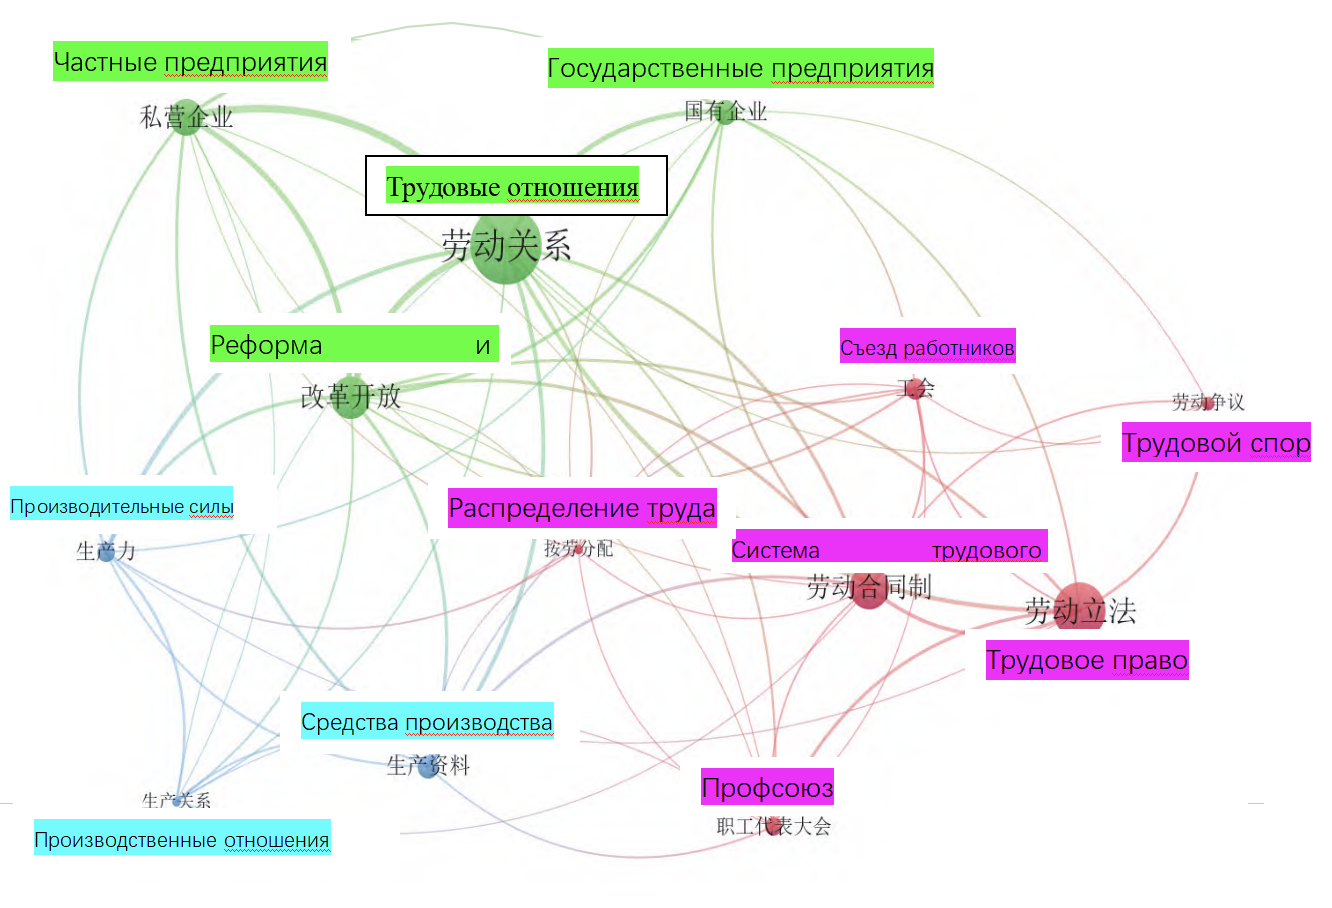 Частные предприятия
Государственные предприятия
私营企业
国有企业
Трудовые отношения
劳动关系
Реформа и
Съезд работников
改革开放
工会
劳动争议
Трудовой спор
Производительные силы
Распределение труда
生产力
按劳分配
Система трудового
劳动合同制
劳动立法
Трудовое право
Средства производства
生产资料
Профсоюз
生产关系
职工代表大会
Производственные отношения